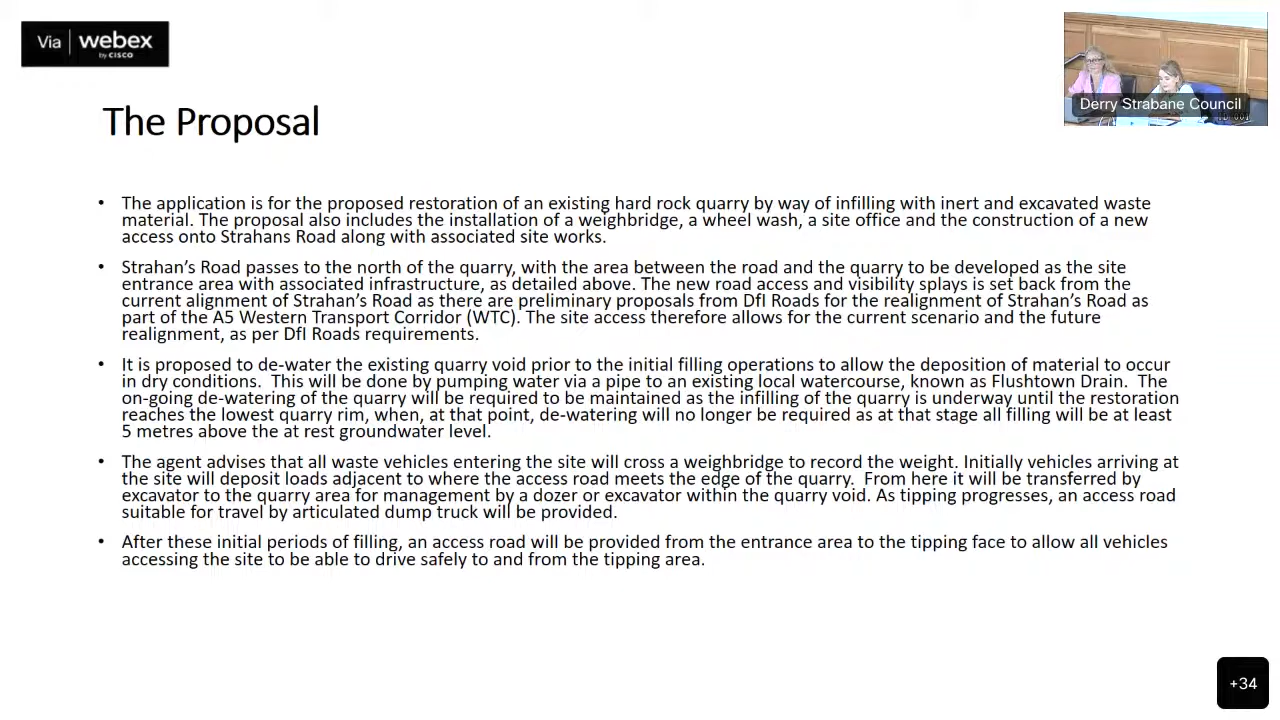 Via webex
by CISCO
Derry Strabane Council
The Proposal
• The application is for the proposed restoration of an existing hard rock quarry by way of infilling with inert and excavated waste
material. The proposal also includes the installation of a weighbridge, a wheel wash, a site office and the construction of a new
access onto Strahans Road along with associated site works.
• Strahan's Road passes to the north of the quarry, with the area between the road and the quarry to be developed as the site
entrance area with associated infrastructure, as detailed above. The new road access and visibility splays is set back from the
current alignment of Strahan's Road as there are preliminary proposals from DfI Roads for the realignment of Strahan's Road as
part of the A5 Western Transport Corridor (WTC). The site access therefore allows for the current scenario and the future
realignment, as per DfI Roads requirements.
• It is proposed to de-water the existing quarry void prior to the initial filling operations to allow the deposition of material to occur
in dry conditions. This will be done by pumping water via a pipe to an existing local watercourse, known as Flushtown Drain. The
on-going de-watering of the quarry will be required to be maintained as the infilling of the quarry is underway until the restoration
reaches the lowest quarry rim, when, at that point, de-watering will no longer be required as at that stage all filling will be at least
5 metres above the at rest groundwater level.
• The agent advises that all waste vehicles entering the site will cross a weighbridge to record the weight. Initially vehicles arriving at
the site will deposit loads adjacent to where the access road meets the edge of the quarry. From here it will be transferred by
excavator to the quarry area for management by a dozer or excavator within the quarry void. As tipping progresses, an access road
suitable for travel by articulated dump truck will be provided.
• After these initial periods of filling, an access road will be provided from the entrance area to the tipping face to allow all vehicles
accessing the site to be able to drive safely to and from the tipping area.
+34